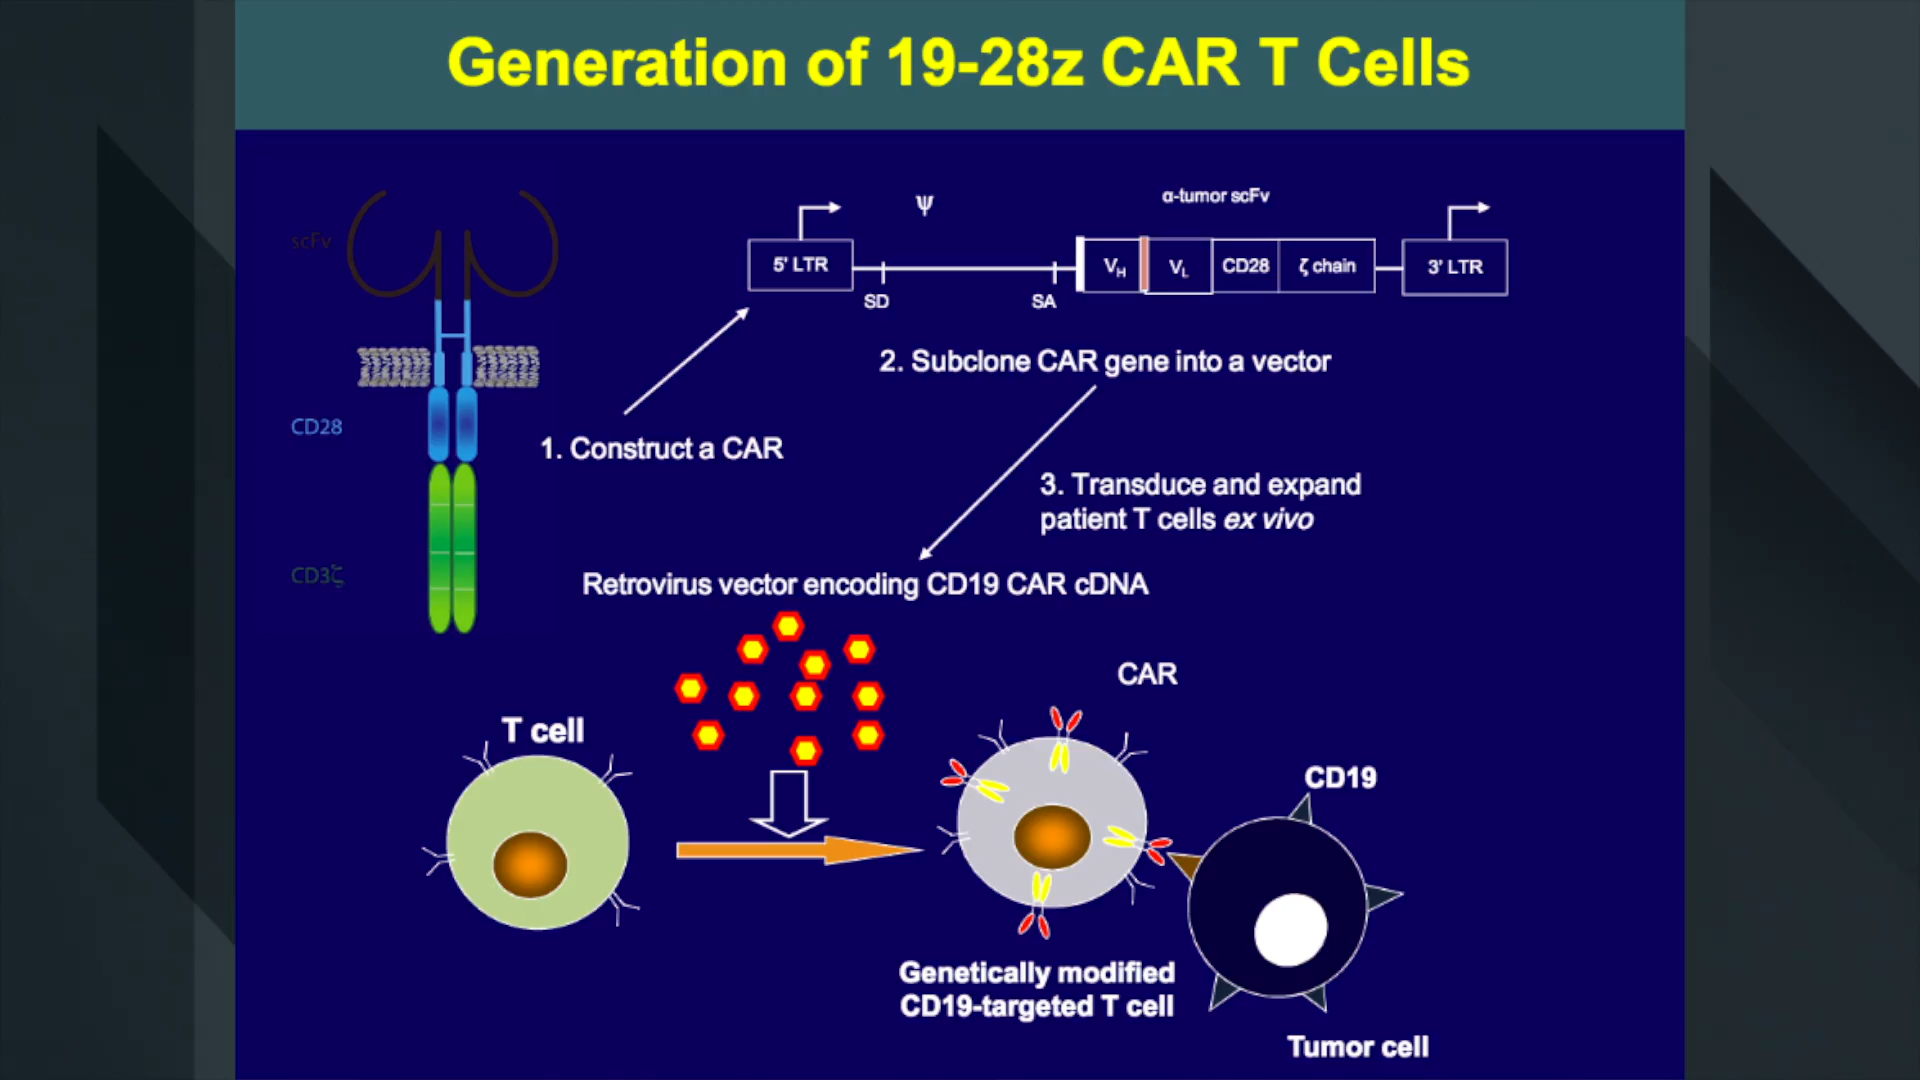 Generation of 19-28z CAR T Cells
scFv
CD28
CD3ζ
ψ
α-tumor scFv
5' LTR
SD
SA
VH
VL
CD28
ζ chain
3' LTR
1. Construct a CAR
2. Subclone CAR gene into a vector
3. Transduce and expand
patient T cells ex vivo
Retrovirus vector encoding CD19 CAR cDNA
T cell
CAR
CD19
Genetically modified
CD19-targeted T cell
Tumor cell